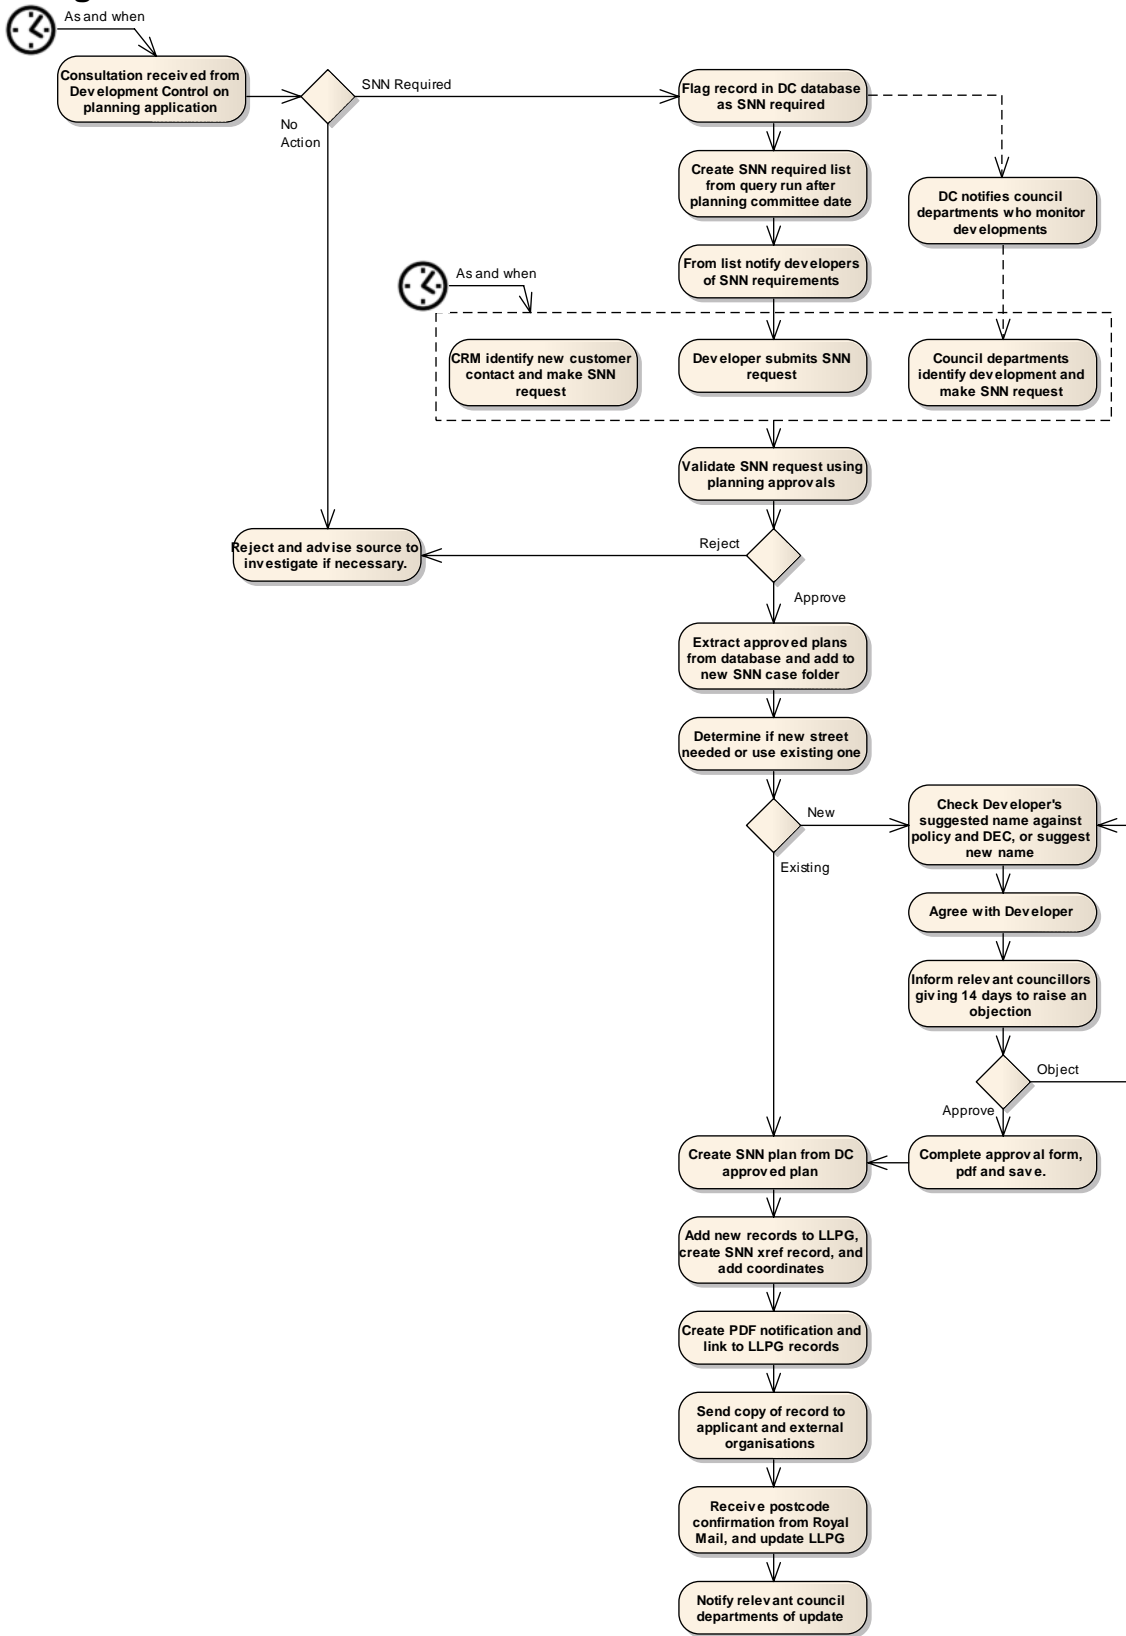 As and when
Consultation received from
Development Control on
planning application
SNN Required
No
Action
Flag record in DC database
as SNN required
Create SNN required list
from query run after
planning committee date
DC notifies council
departments who monitor
developments
From list notify developers
of SNN requirements
As and when
CRM identify new customer
contact and make SNN
request
Developer submits SNN
request
Council departments
identify development and
make SNN request
Validate SNN request using
planning approvals
Reject
Reject and advise source to
investigate if necessary.
Approve
Extract approved plans
from database and add to
new SNN case folder
Determine if new street
needed or use existing one
New
Existing
Check Developer's
suggested name against
policy and DEC, or suggest
new name
Agree with Developer
Inform relevant councillors
giving 14 days to raise an
objection
Object
Approve
Complete approval form,
pdf and save.
Create SNN plan from DC
approved plan
Add new records to LLPG,
create SNN xref record, and
add coordinates
Create PDF notification and
link to LLPG records
Send copy of record to
applicant and external
organisations
Receive postcode
confirmation from Royal
Mail, and update LLPG
Notify relevant council
departments of update